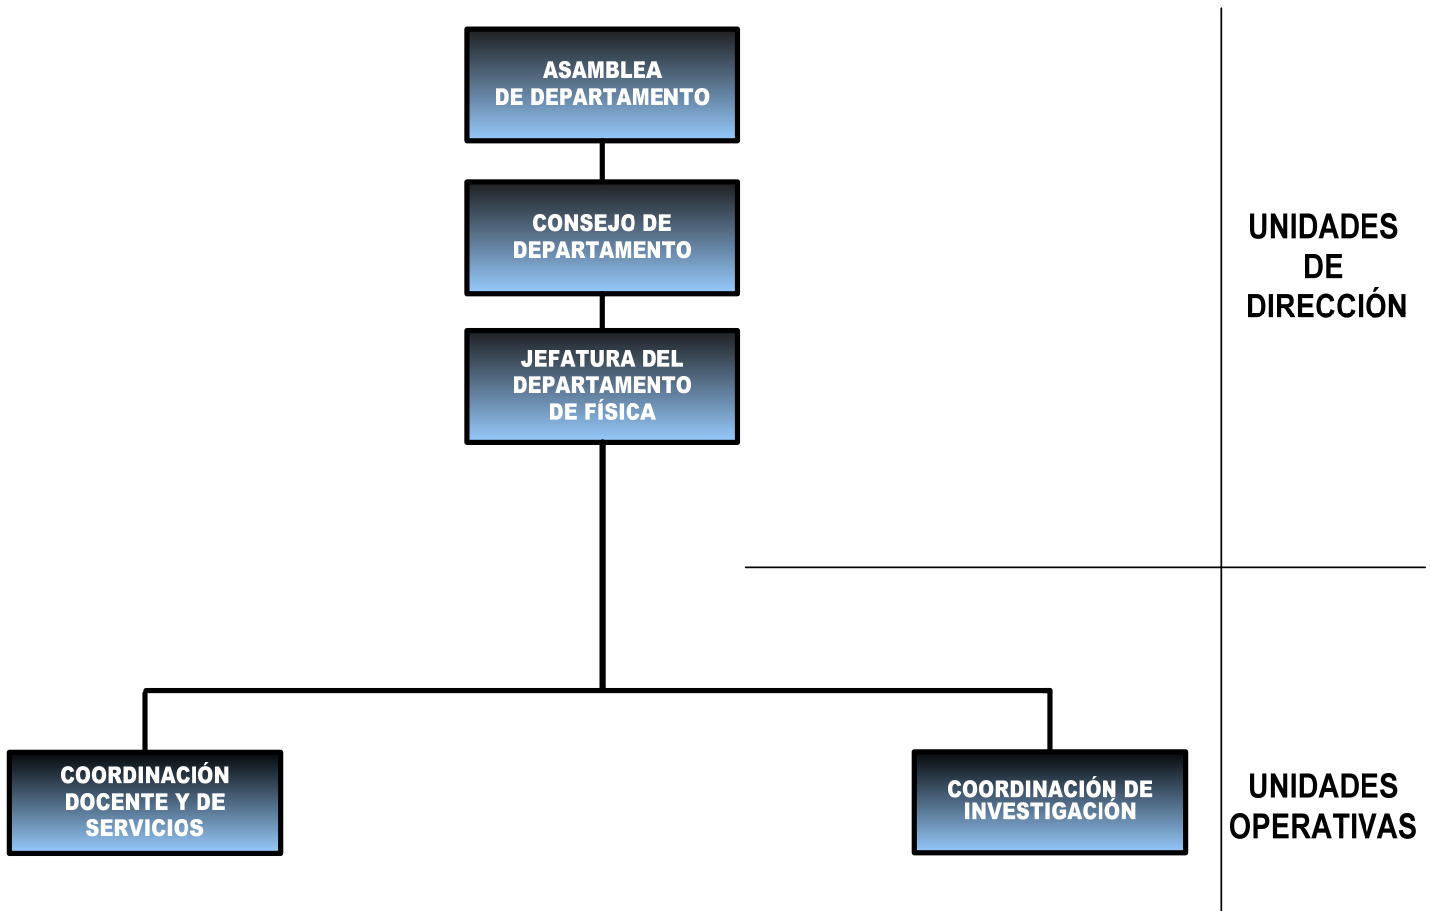 ASAMBLEA
DE DEPARTAMENTO
CONSEJO DE
DEPARTAMENTO
UNIDADES
DE
DIRECCIÓN
JEFATURA DEL
DEPARTAMENTO
DE FÍSICA
COORDINACIÓN
DOCENTE Y DE
SERVICIOS
COORDINACIÓN DE
INVESTIGACIÓN
UNIDADES
OPERATIVAS